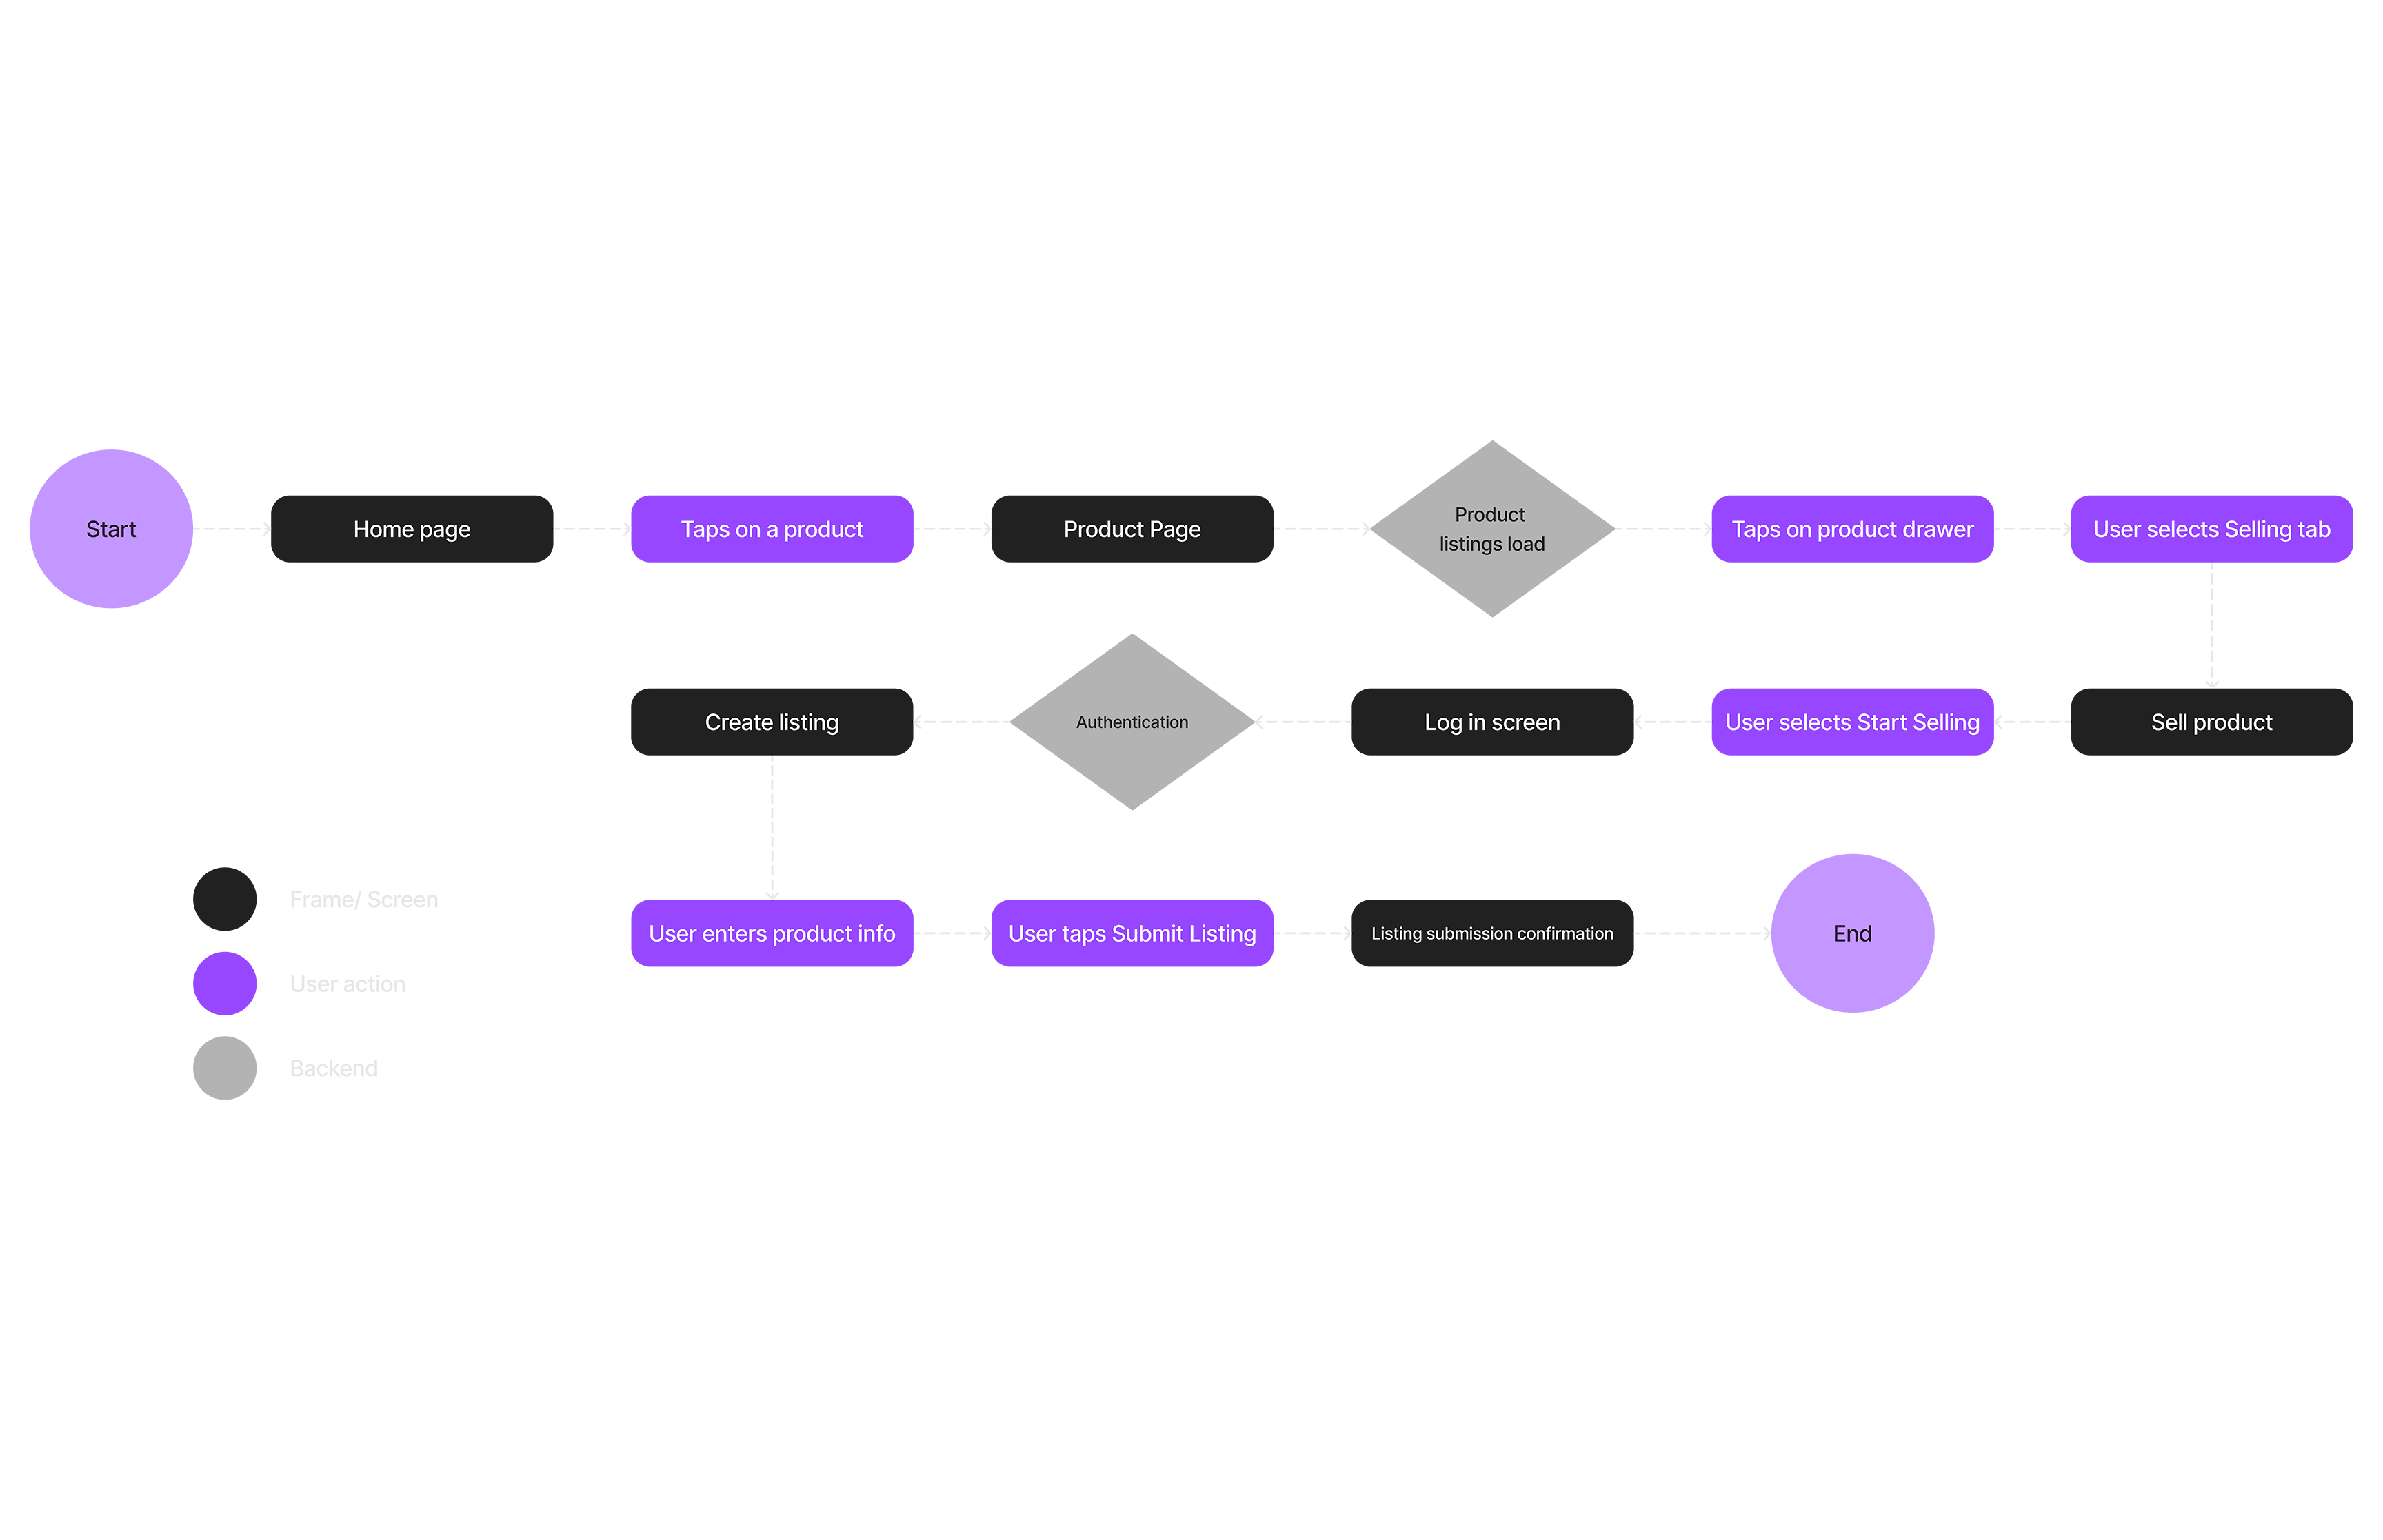 Start
Home page
Taps on a product
Product Page
Product
listings load
Taps on product drawer
User selects Selling tab
Create listing
Authentication
Log in screen
User selects Start Selling
Sell product
Frame/ Screen
User action
Backend
User enters product info
User taps Submit Listing
Listing submission confirmation
End